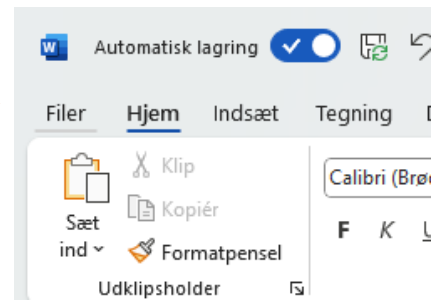 Automatisk lagring
Filer Hjem Indsæt Tegning
Klip
Kopiér
Sæt ind
Formatpensel
Udklipsholder
Calibri (Brø
F K U